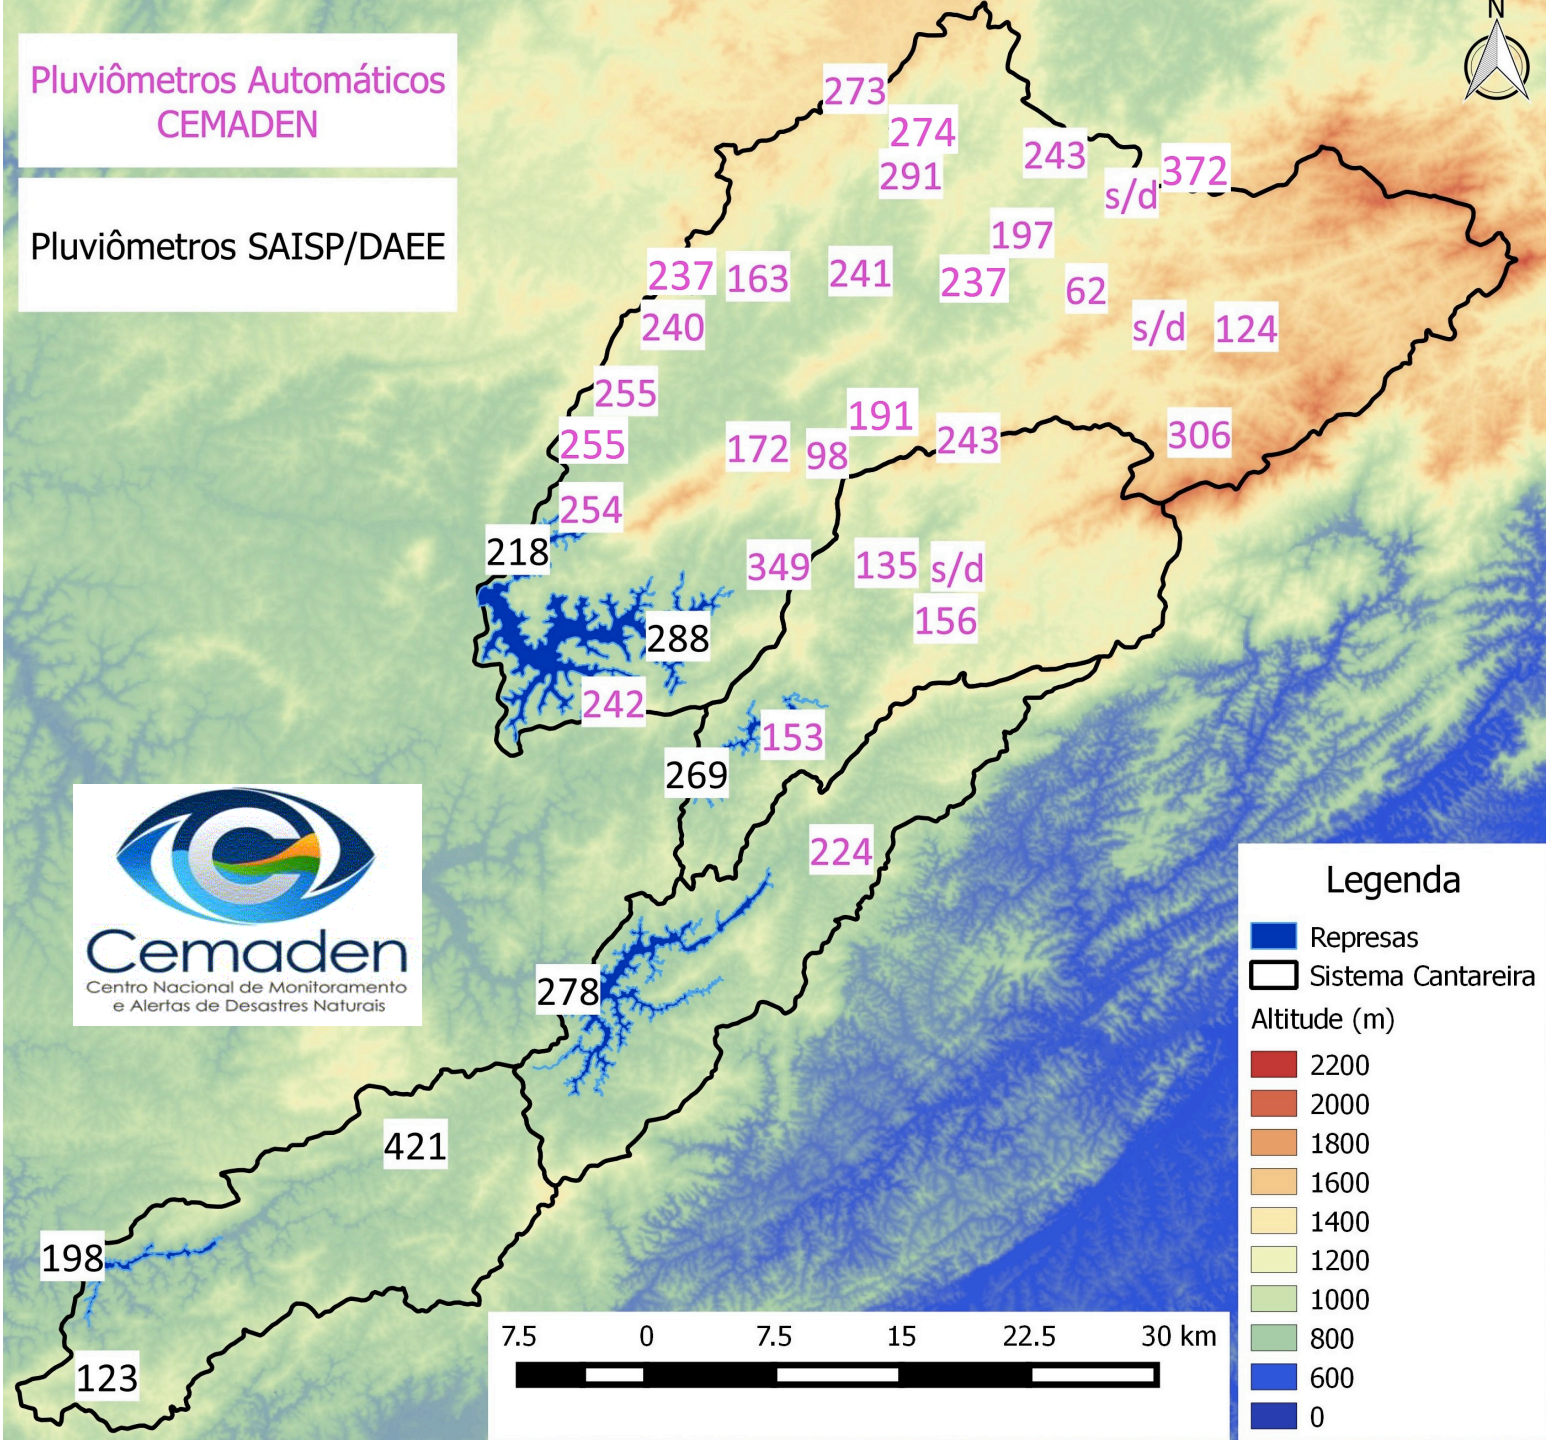 N
Pluviômetros Automáticos
CEMADEN
Pluviômetros SAISP/DAEE
273
274
243
291
372
s/d
197
237
163
241
237
62
240
s/d
124
255
191
255
172
98
243
306
254
218
349
135
s/d
156
288
242
153
269
224
278
421
198
123
Cemaden
Centro Nacional de Monitoramento
e Alertas de Desastres Naturais
7.5 0 7.5 15 22.5 30 km
Legenda
Represas
Sistema Cantareira
Altitude (m)
2200
2000
1800
1600
1400
1200
1000
800
600
0